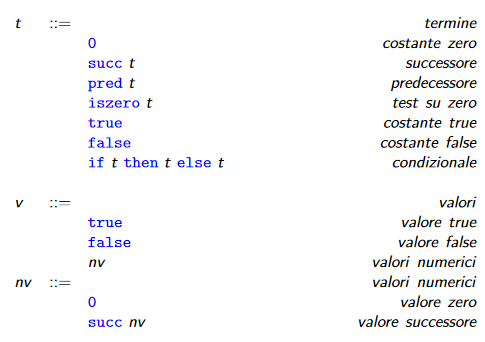 t ::= termine
0 costante zero
succ t successore
pred t predecessore
iszero t test su zero
true costante true
false costante false
if t then t else t condizionale
v ::= valori
true valore true
false valore false
nv valori numerici
nv ::= valori numerici
0 valore zero
succ nv valore successore